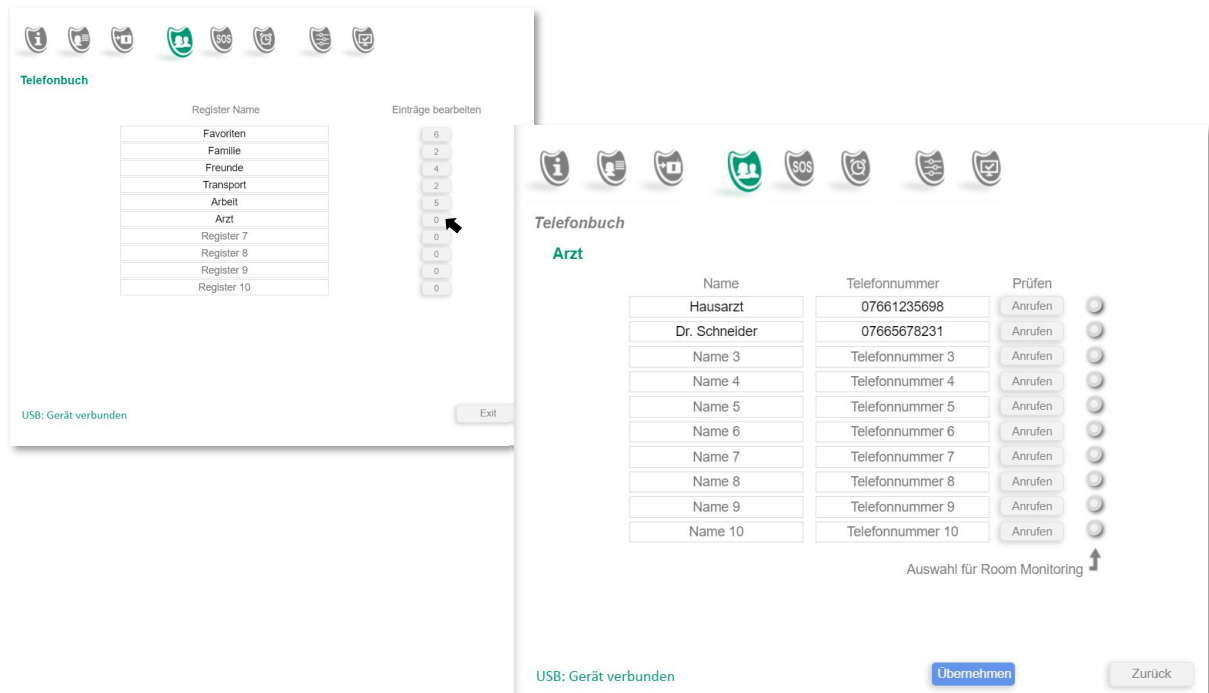 SOS
Telefonbuch
Register Name Einträge bearbeiten
Favoriten 6
Familie 2
Freunde 4
Transport 2
Arbeit 5
Arzt 0
Register 7 0
Register 8 0
Register 9 0
Register 10 0
USB: Gerät verbunden Exit
SOS
Telefonbuch
Arzt
Name Telefonnummer Prüfen
Hausarzt 07661235698 Anrufen
Dr. Schneider 07665678231 Anrufen
Name 3 Telefonnummer 3 Anrufen
Name 4 Telefonnummer 4 Anrufen
Name 5 Telefonnummer 5 Anrufen
Name 6 Telefonnummer 6 Anrufen
Name 7 Telefonnummer 7 Anrufen
Name 8 Telefonnummer 8 Anrufen
Name 9 Telefonnummer 9 Anrufen
Name 10 Telefonnummer 10 Anrufen
Auswahl für Room Monitoring
USB: Gerät verbunden Übernehmen Zurück